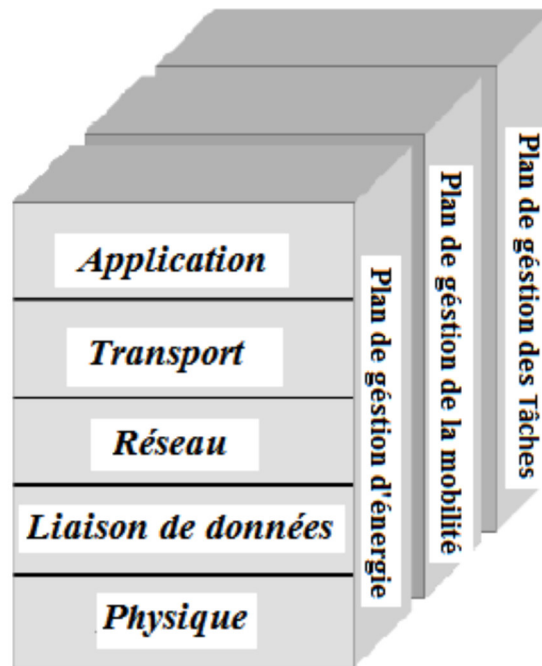 Application
Transport
Réseau
Liaison de données
Physique
Plan de géstion d'énergie
Plan de géstion de la mobilité
Plan de géstion des Tâches